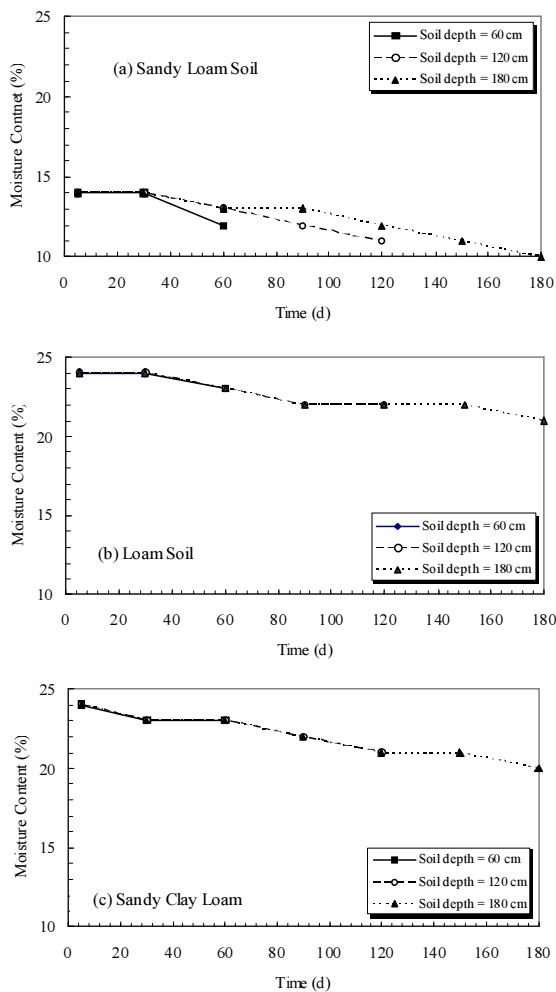 25
Soil depth = 60 cm
Soil depth = 120 cm
Soil depth = 180 cm
(a) Sandy Loam Soil
20
Moisture Contnet (%)
15
10
0 20 40 60 80 100 120 140 160 180
Time (d)
25
20
Moisture Content (%)
15
Soil depth = 60 cm
Soil depth = 120 cm
Soil depth = 180 cm
(b) Loam Soil
10
0 20 40 60 80 100 120 140 160 180
Time (d)
25
20
Moisture Content (%)
15
Soil depth = 60 cm
Soil depth = 120 cm
Soil depth = 180 cm
(c) Sandy Clay Loam
10
0 20 40 60 80 100 120 140 160 180
Time (d)